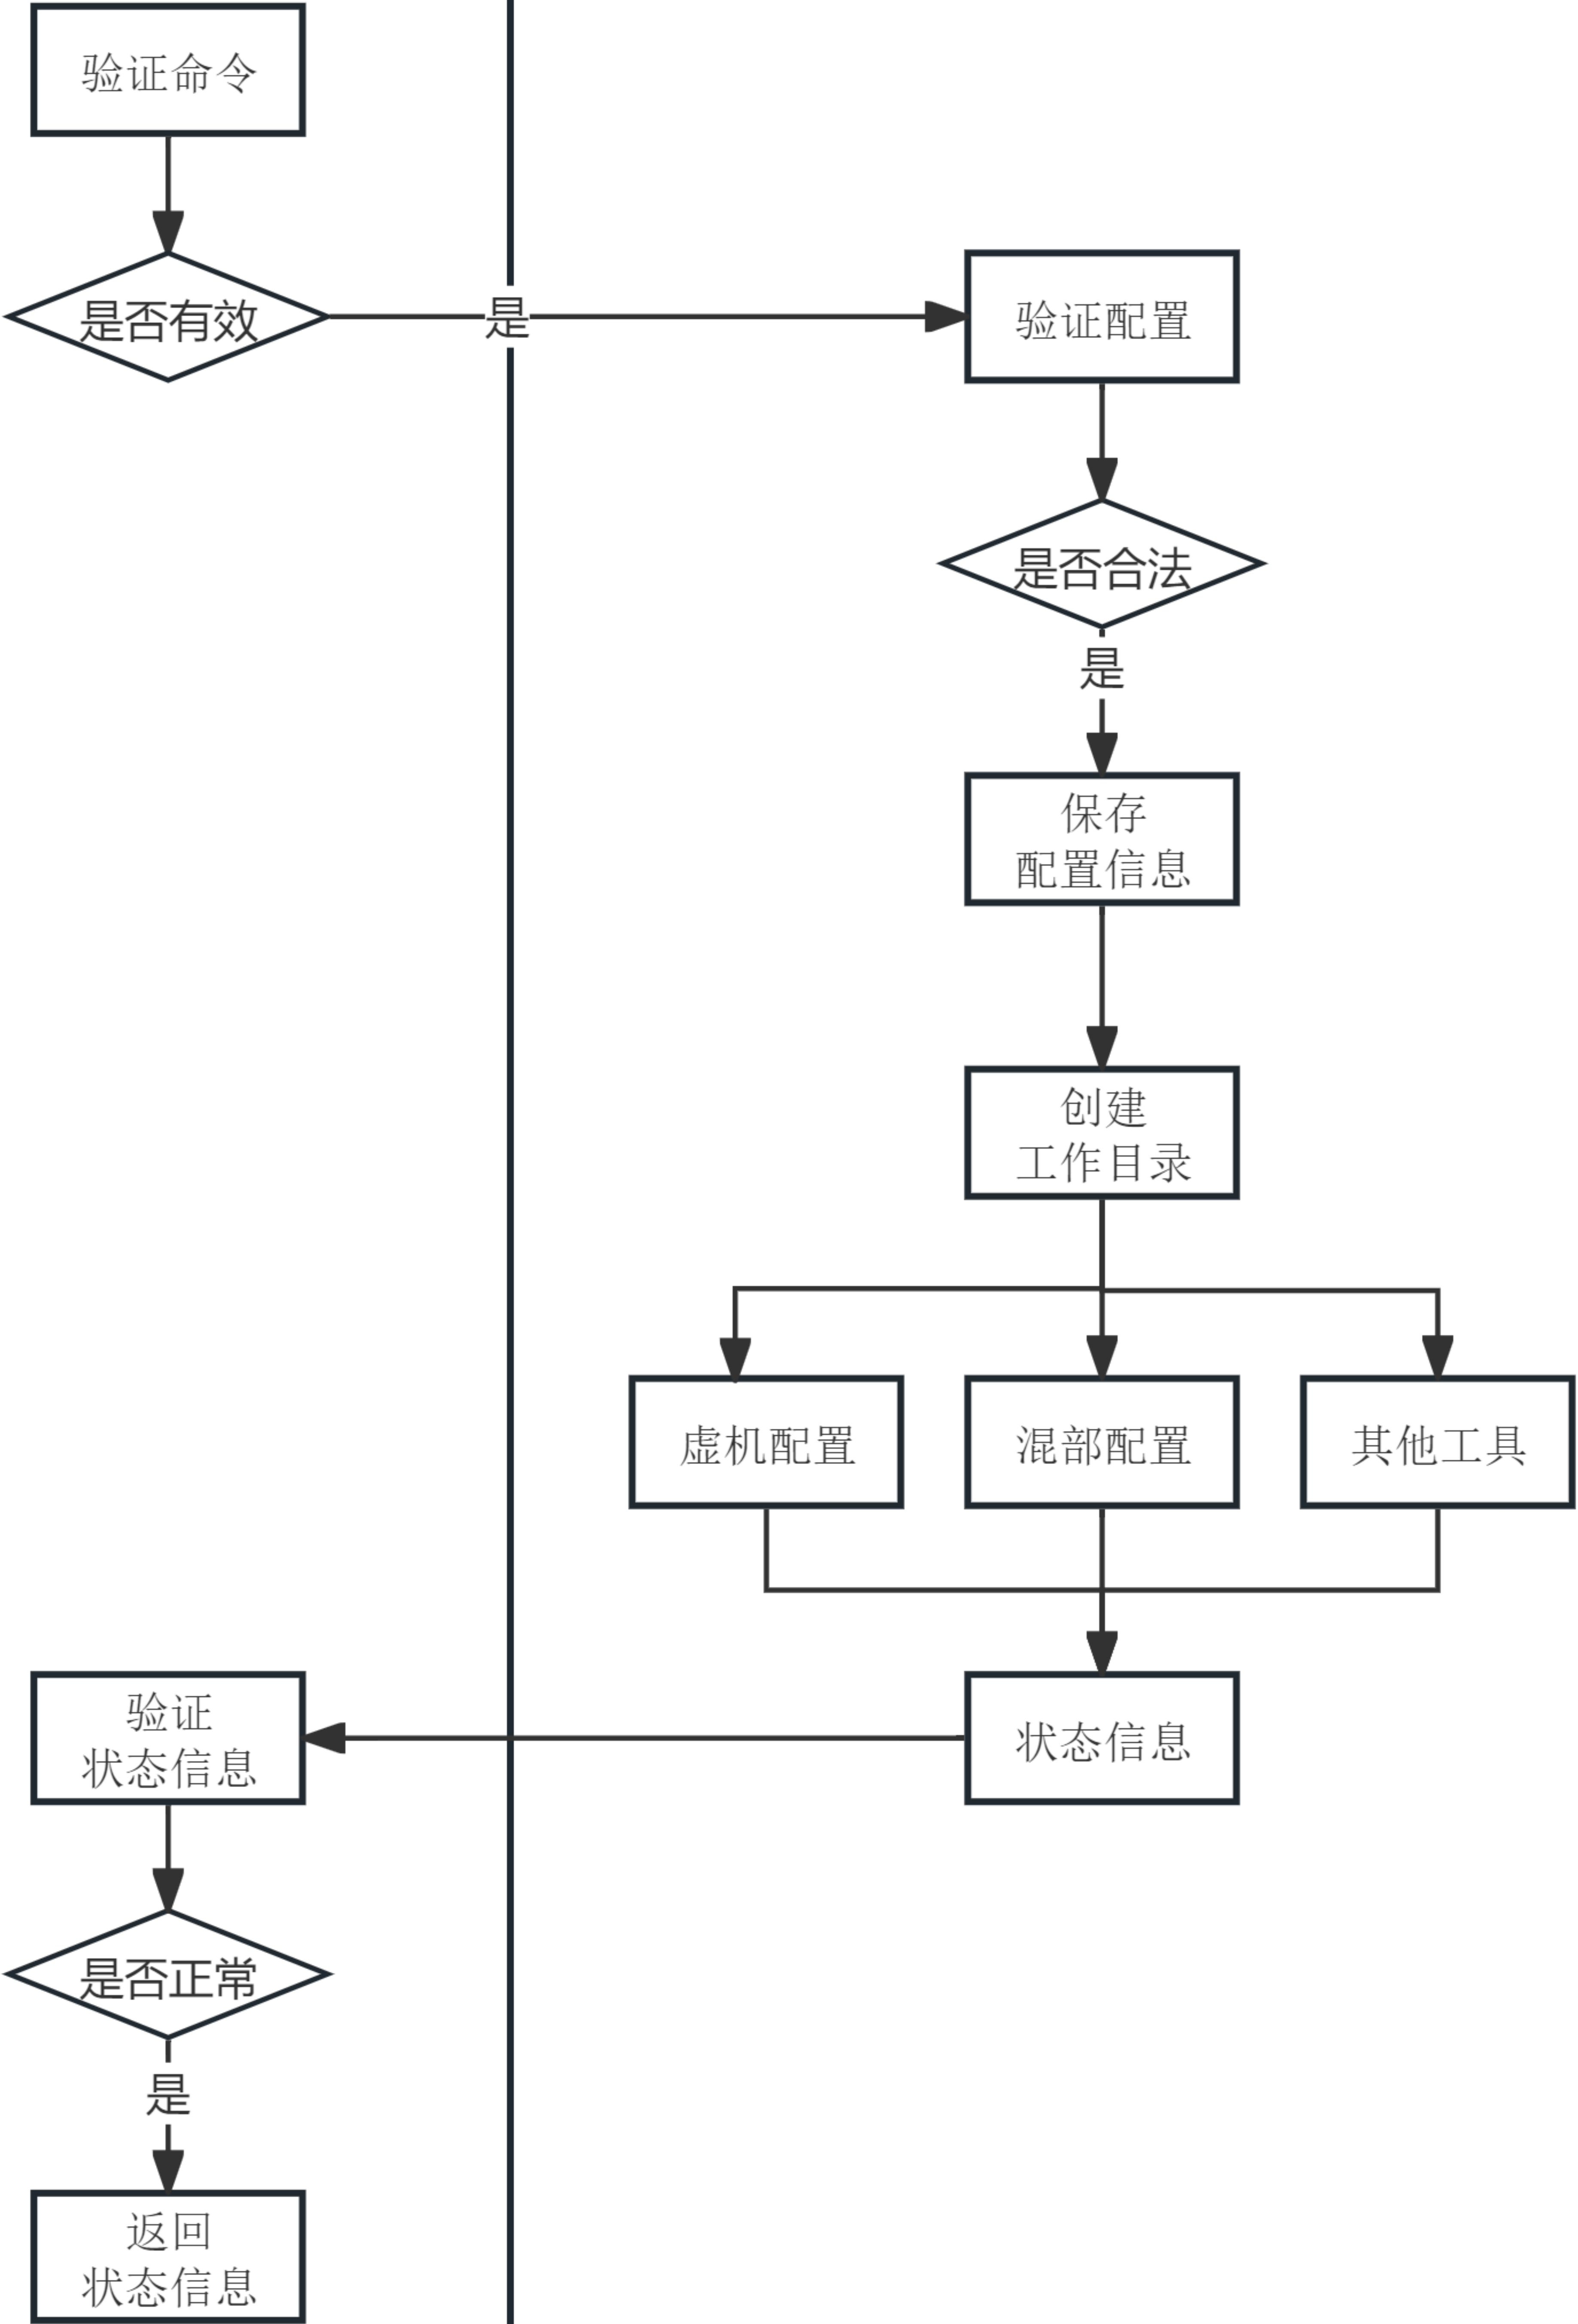 验证命令
是否有效
是
验证配置
是否合法
是
保存
配置信息
创建
工作目录
虚机配置
混部配置
其他工具
状态信息
验证
状态信息
是否正常
是
返回
状态信息